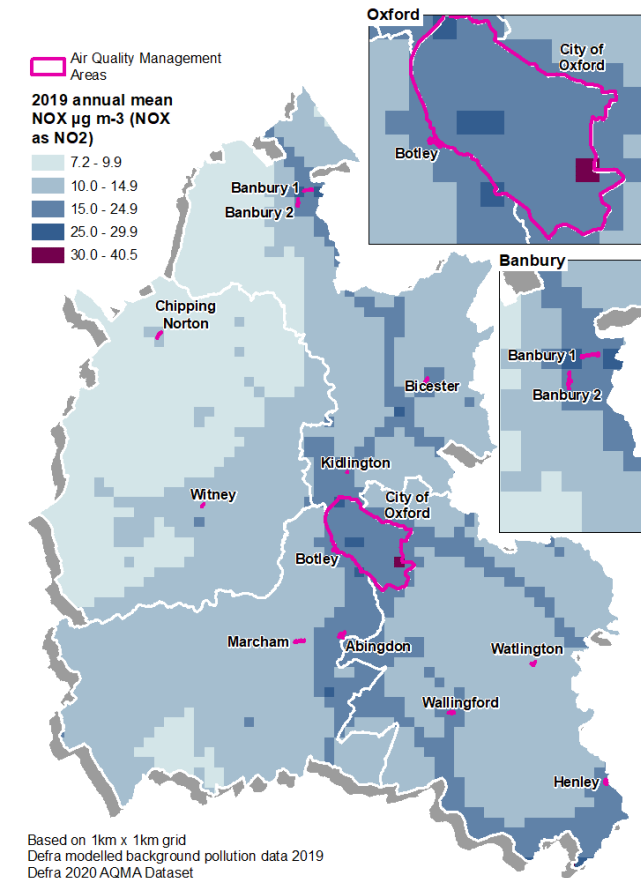 Oxford
City of
Oxford
Botley
Air Quality Management
Areas
2019 annual mean
NOX µg m-3 (NOX
as NO2)
7.2 - 9.9
10.0 - 14.9
15.0 - 24.9
25.0 - 29.9
30.0 - 40.5
Banbury 1
Banbury 2
Banbury
Banbury 1
Banbury 2
Chipping
Norton
Bicester
Kidlington
Witney
City of
Oxford
Botley
Marcham
Abingdon
Watlington
Wallingford
Henley
Based on 1km x 1km grid
Defra modelled background pollution data 2019
Defra 2020 AQMA Dataset